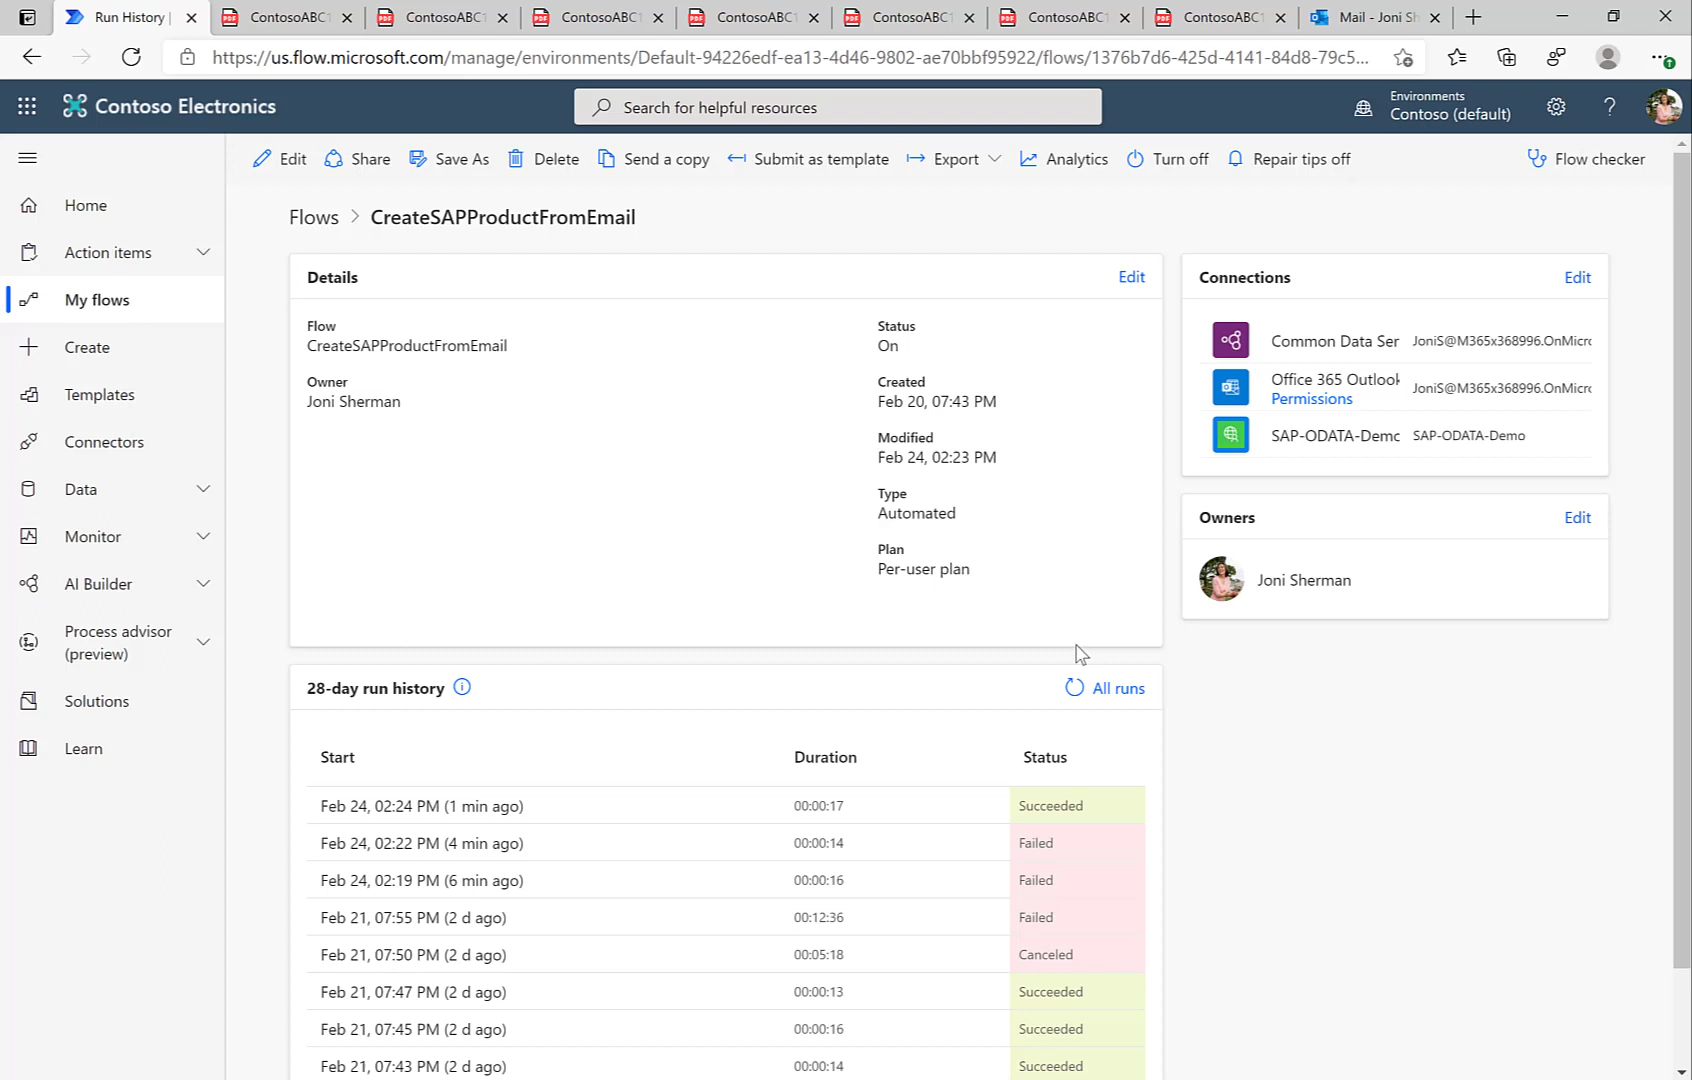 Run History |
ContosoABC1
ContosoABC1
ContosoABC1
ContosoABC1
ContosoABC1
ContosoABC1
ContosoABC1
Mail - Joni Sh
https://us.flow.microsoft.com/manage/environments/Default-94226edf-ea13-4d46-9802-ae70bbf95922/flows/1376b7d6-425d-4141-84d8-79c5...
Contoso Electronics
Search for helpful resources
Environments
Contoso (default)
Edit
Share
Save As
Delete
Send a copy
Submit as template
Export
Analytics
Turn off
Repair tips off
Flow checker
Home
Action items
My flows
Create
Templates
Connectors
Data
Monitor
AI Builder
Process advisor
(preview)
Solutions
Learn
Flows > CreateSAPProductFromEmail
Details
Edit
Flow
CreateSAPProductFromEmail
Owner
Joni Sherman
Status
On
Created
Feb 20, 07:43 PM
Modified
Feb 24, 02:23 PM
Type
Automated
Plan
Per-user plan
Connections
Edit
Common Data Ser JoniS@M365x368996.OnMicro
Office 365 Outlook JoniS@M365x368996.OnMicro
Permissions
SAP-ODATA-Demo SAP-ODATA-Demo
Owners
Edit
Joni Sherman
28-day run history
All runs
Start Duration Status
Feb 24, 02:24 PM (1 min ago) 00:00:17 Succeeded
Feb 24, 02:22 PM (4 min ago) 00:00:14 Failed
Feb 24, 02:19 PM (6 min ago) 00:00:16 Failed
Feb 21, 07:55 PM (2 d ago) 00:12:36 Failed
Feb 21, 07:50 PM (2 d ago) 00:05:18 Canceled
Feb 21, 07:47 PM (2 d ago) 00:00:13 Succeeded
Feb 21, 07:45 PM (2 d ago) 00:00:16 Succeeded
Feb 21, 07:43 PM (2 d ago) 00:00:14 Succeeded